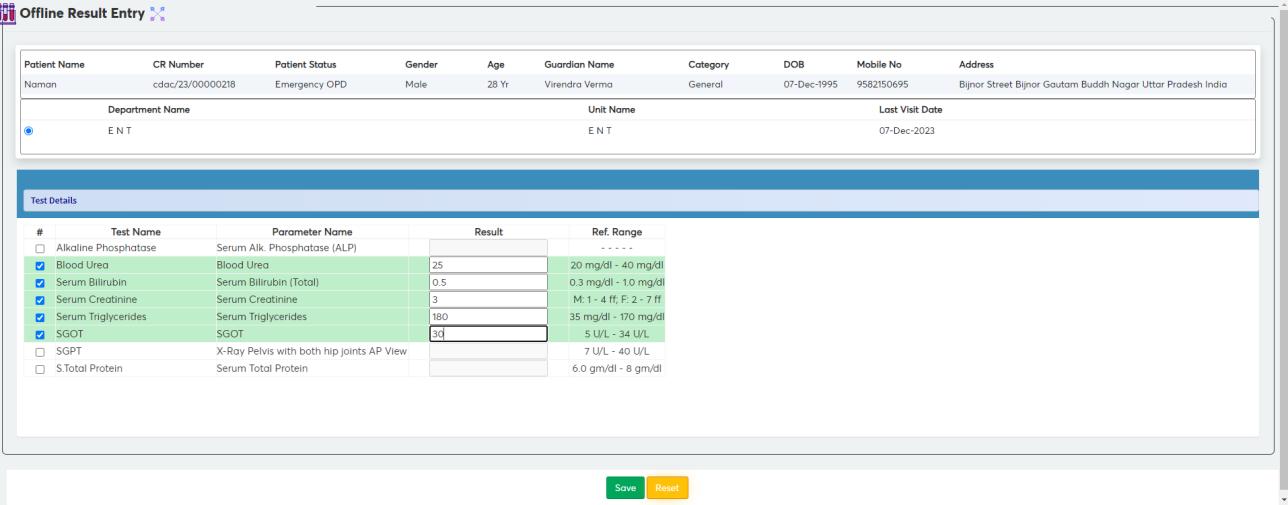 Offline Result Entry
Patient Name CR Number Patient Status Gender Age Guardian Name Category DOB Mobile No Address
Naman cdac/23/00000218 Emergency OPD Male 28 Yr Virendra Verma General 07-Dec-1995 9582150695 Bijnor Street Bijnor Gautam Buddh Nagar Uttar Pradesh India
Department Name Unit Name Last Visit Date
E N T E N T 07-Dec-2023
Test Details
# Test Name Parameter Name Result Ref. Range
Alkaline Phosphatase Serum Alk. Phosphatase (ALP) - - - - -
Blood Urea Blood Urea 25 20 mg/dl - 40 mg/dl
Serum Bilirubin Serum Bilirubin (Total) 0.5 0.3 mg/dl - 1.0 mg/dl
Serum Creatinine Serum Creatinine 3 M: 1 - 4 ff; F: 2 - 7 ff
Serum Triglycerides Serum Triglycerides 180 35 mg/dl - 170 mg/dl
SGOT SGOT 30 5 U/L - 34 U/L
SGPT X-Ray Pelvis with both hip joints AP View 7 U/L - 40 U/L
S.Total Protein Serum Total Protein 6.0 gm/dl - 8 gm/dl
Save Reset